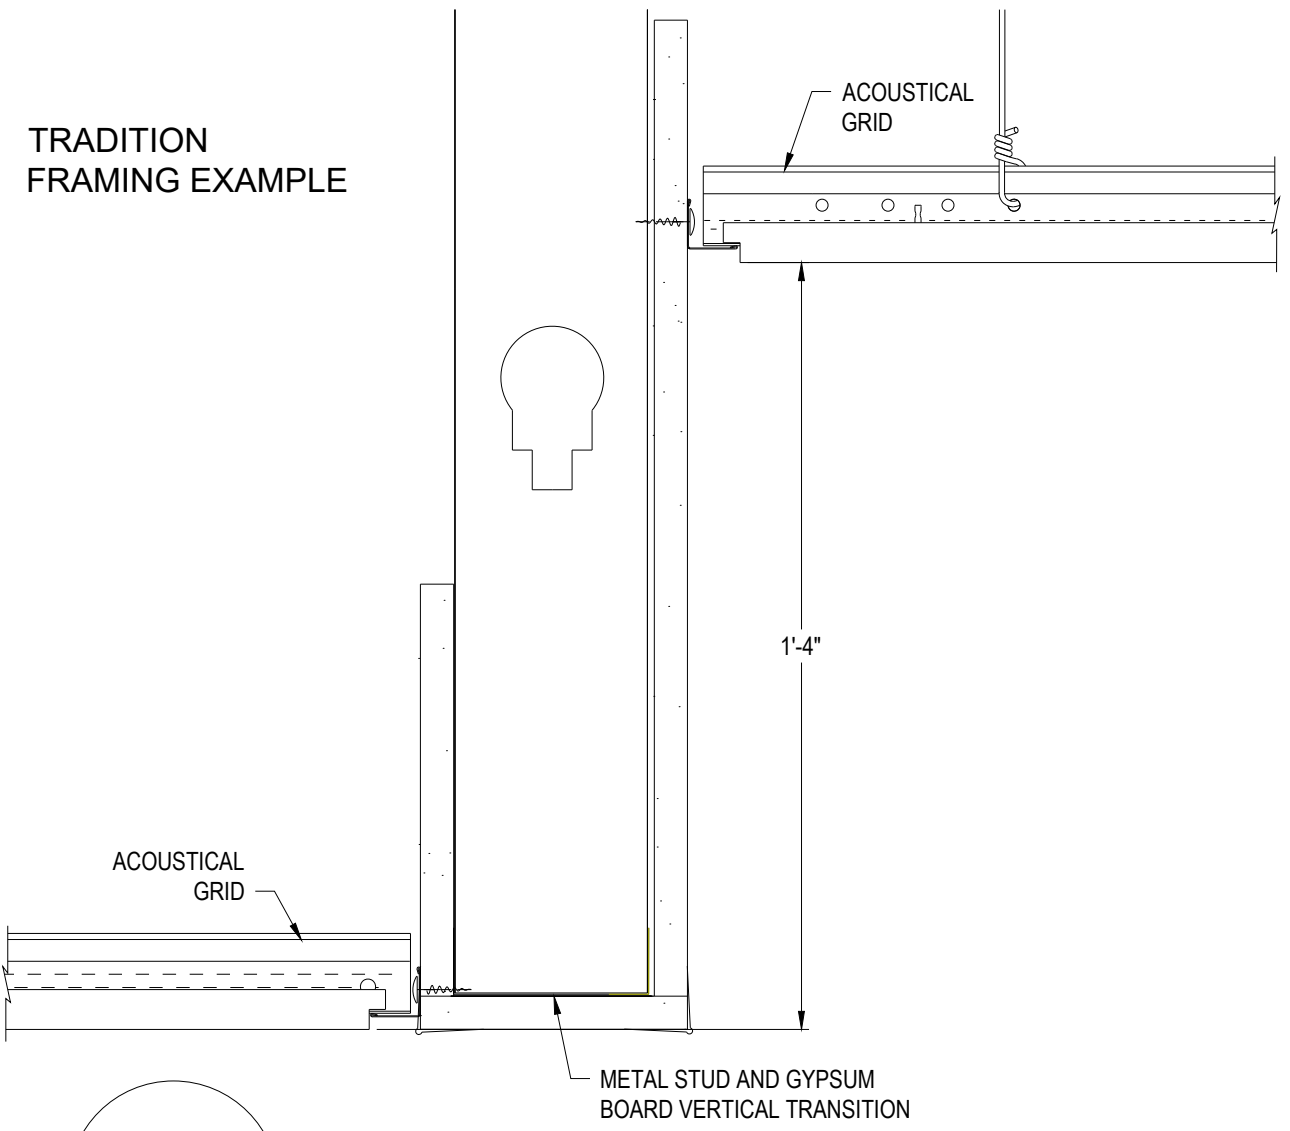 TRADITION
FRAMING EXAMPLE
ACOUSTICAL
GRID
1'-4"
ACOUSTICAL
GRID
METAL STUD AND GYPSUM
BOARD VERTICAL TRANSITION